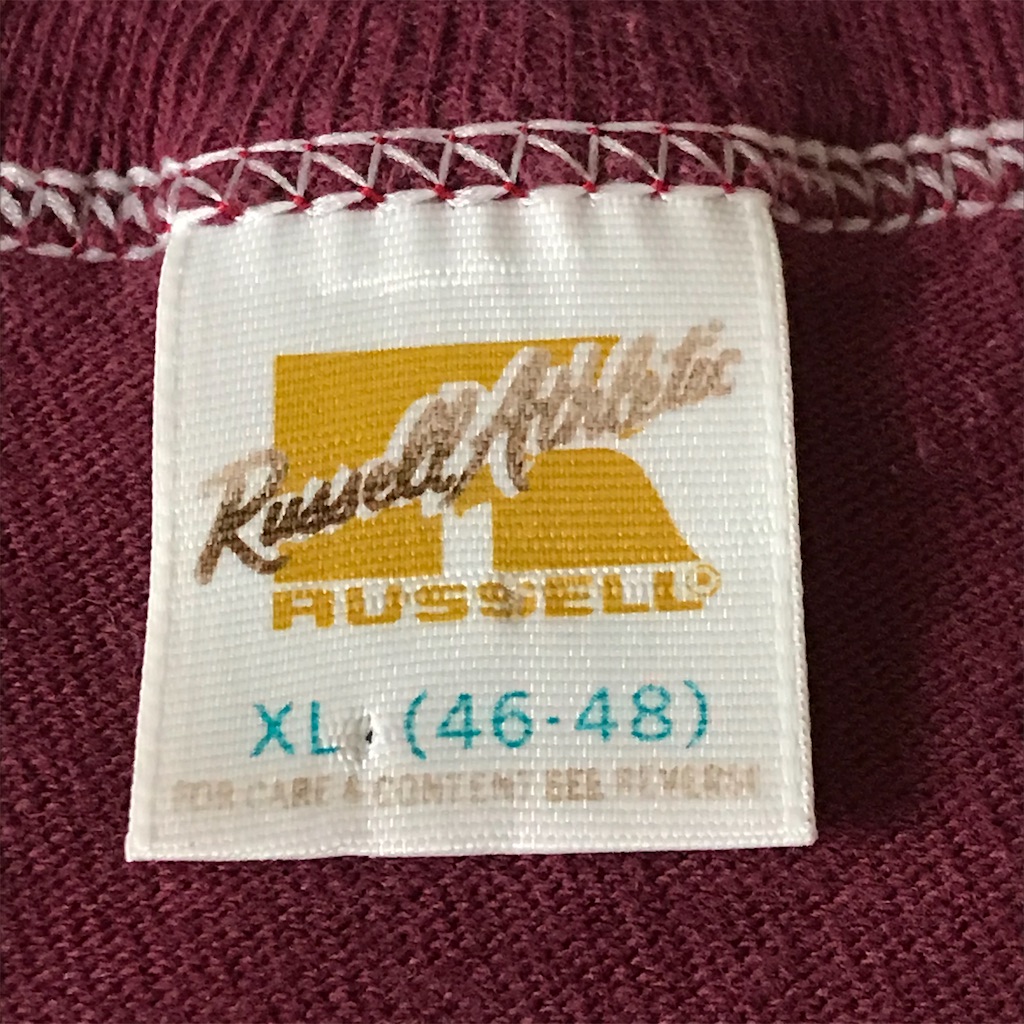 Russell Athletic
RUSSELL®
XL (46-48)
FOR CARE & CONTENT SEE REVERSE